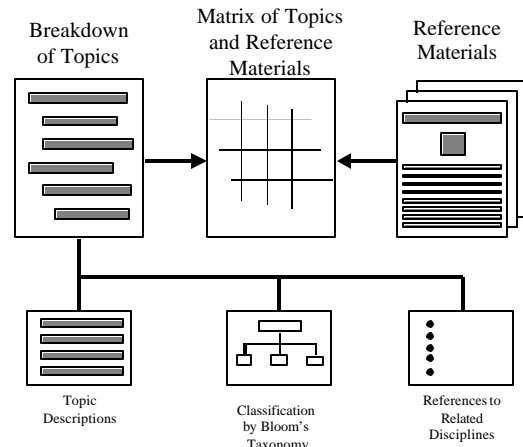 Breakdown
of Topics
Matrix of Topics
and Reference
Materials
Reference
Materials
Topic
Descriptions
Classification
by Bloom's
Taxonomy
References to
Related
Disciplines